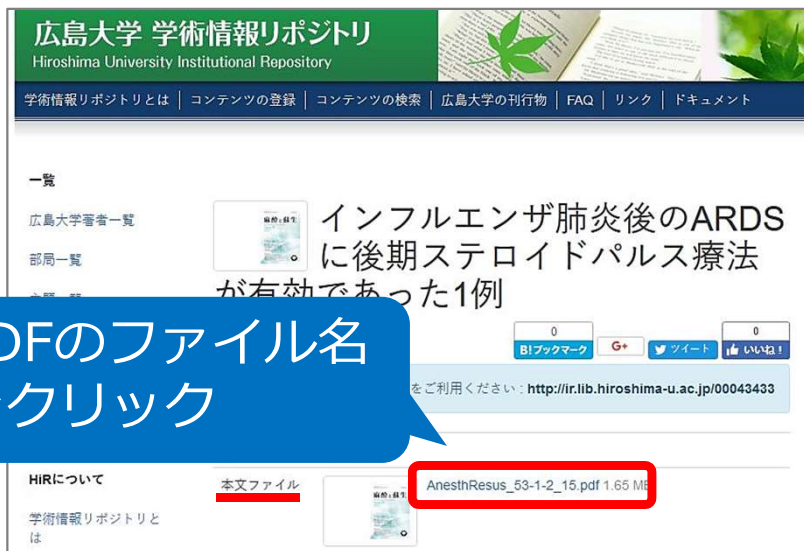 広島大学 学術情報リポジトリ
Hiroshima University Institutional Repository
学術情報リポジトリとは | コンテンツの登録 | コンテンツの検索 | 広島大学の刊行物 | FAQ | リンク | ドキュメント
一覧
広島大学著者一覧
部局一覧
インフルエンザ肺炎後のARDS
に後期ステロイドパルス療法
が有効であった1例
0
0
B!ブックマーク
G+
ツイート
いいね!
DFのファイル名
クリック
をご利用ください : http://ir.lib.hiroshima-u.ac.jp/00043433
HiRについて
学術情報リポジトリと
は
本文ファイル
麻酔と蘇生
AnesthResus_53-1-2_15.pdf 1.65 M